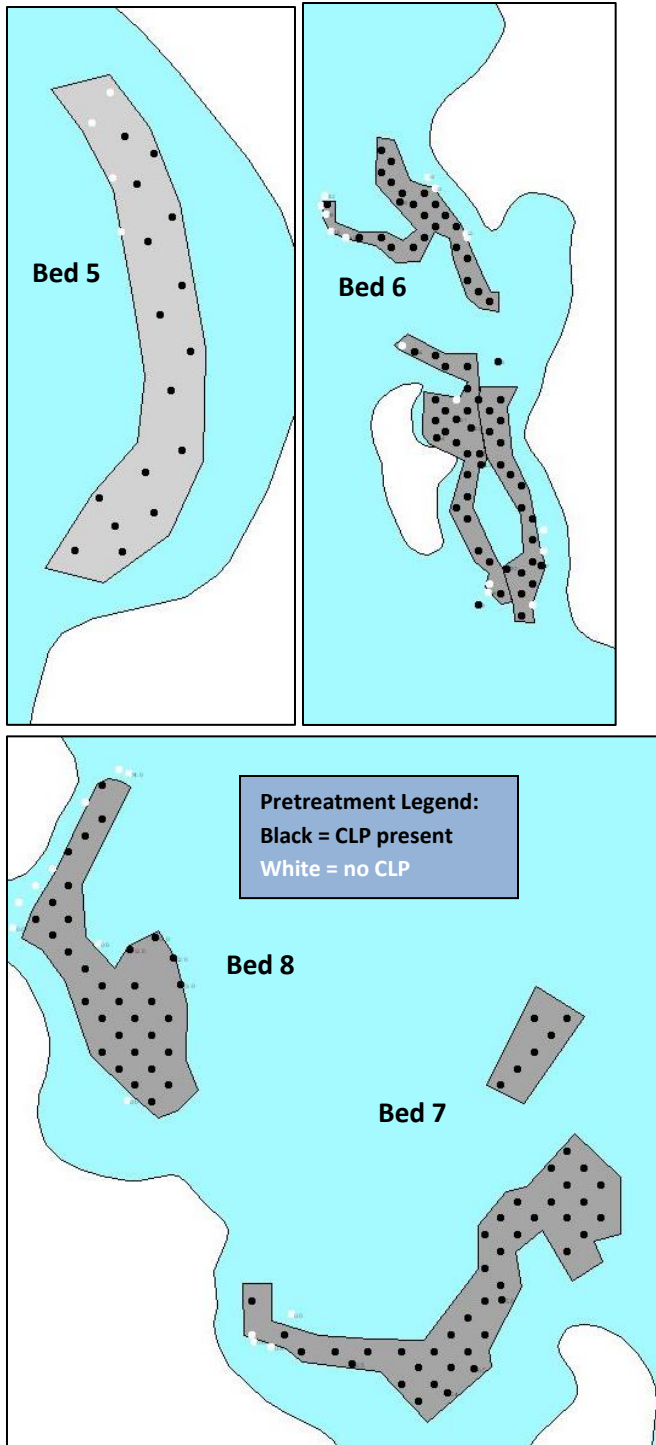 Bed 5
Bed 6
Pretreatment Legend:
Black = CLP present
White = no CLP
Bed 8
Bed 7